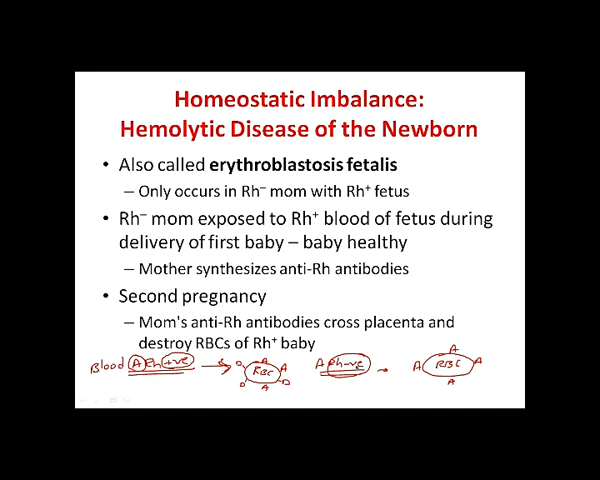 Homeostatic Imbalance:
Hemolytic Disease of the Newborn
• Also called erythroblastosis fetalis
– Only occurs in Rh– mom with Rh+ fetus
• Rh– mom exposed to Rh+ blood of fetus during
delivery of first baby – baby healthy
– Mother synthesizes anti-Rh antibodies
• Second pregnancy
– Mom's anti-Rh antibodies cross placenta and
destroy RBCs of Rh+ baby
Blood A Rh +ve → RBC A A A D D D A Rh -ve → RBC A A A A